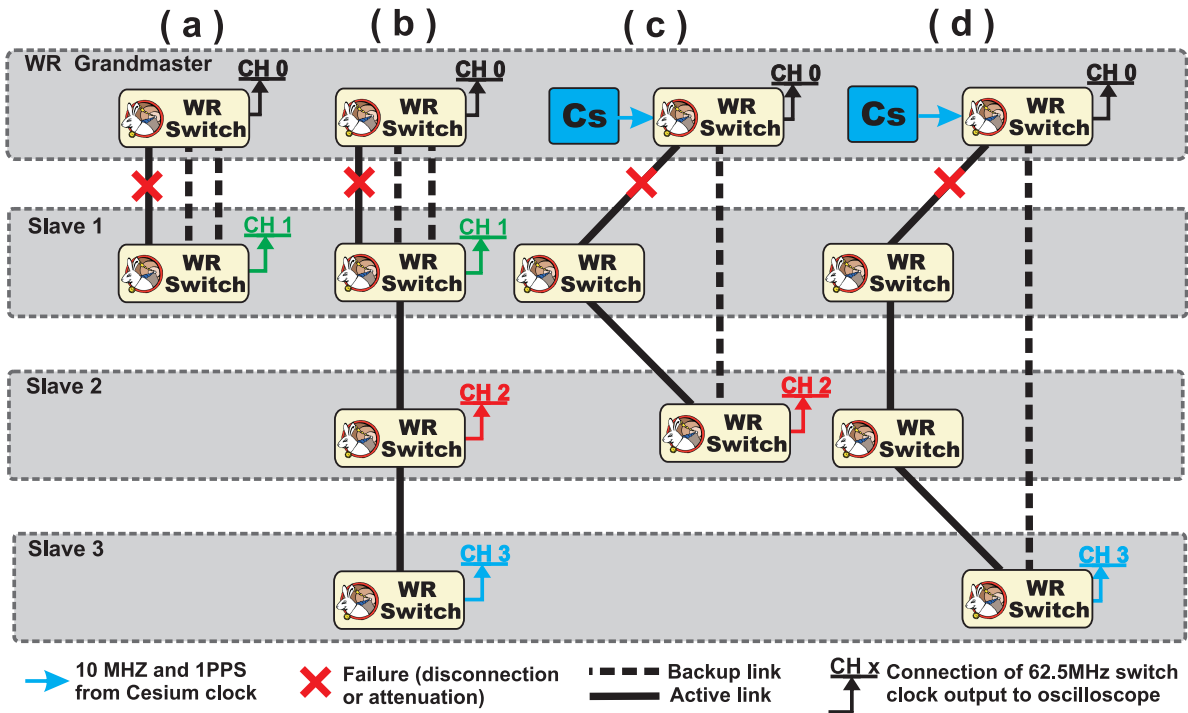 ( a ) ( b ) ( c ) ( d )
WR Grandmaster
CH 0 CH 0 CH 0 CH 0
WR Switch
WR Switch
Cs
WR Switch
Cs
WR Switch
Slave 1
CH 1 CH 1
WR Switch
WR Switch
WR Switch
WR Switch
Slave 2
CH 2 CH 2
WR Switch
WR Switch
WR Switch
Slave 3
CH 3 CH 3
WR Switch
WR Switch
10 MHZ and 1PPS
from Cesium clock
Failure (disconnection
or attenuation)
Backup link
Active link
CH x
Connection of 62.5MHz switch
clock output to oscilloscope